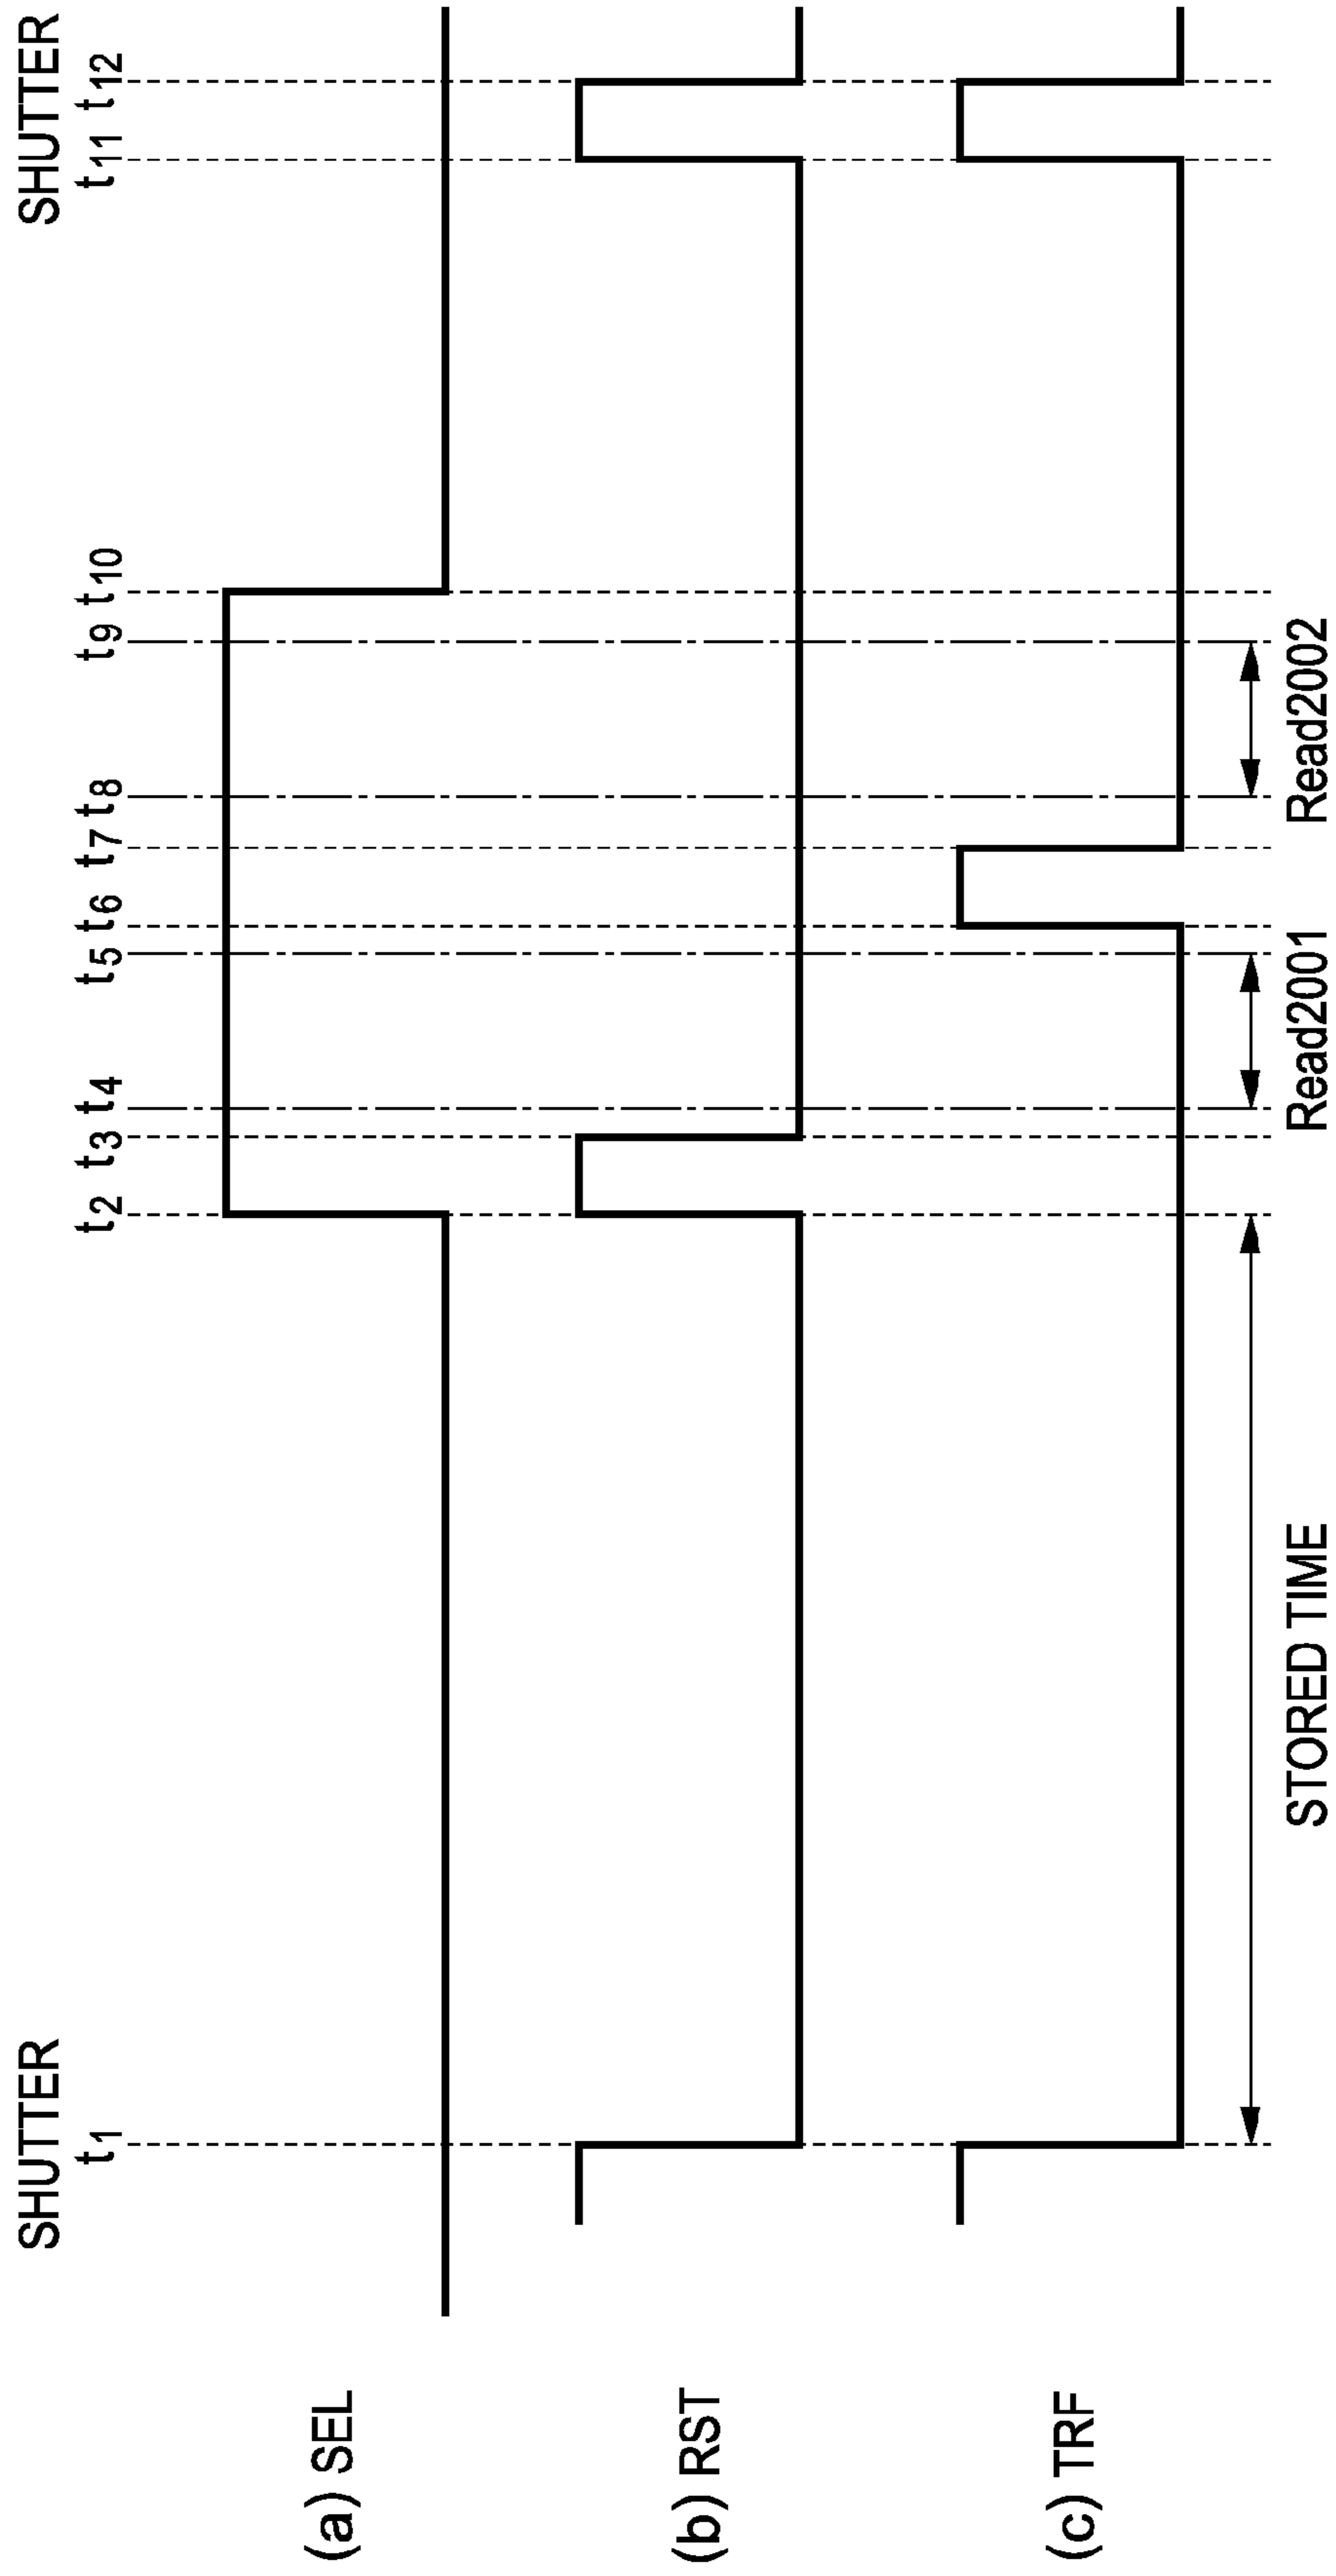 SHUTTER SHUTTER
t1 t2 t3 t4 t5 t6 t7 t8 t9 t10 t11 t12
(a) SEL
(b) RST
(c) TRF
STORED TIME Read2001 Read2002